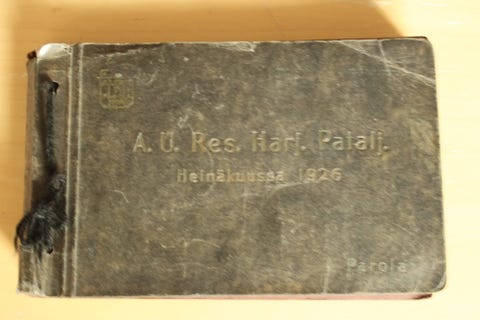 A. U. Res. Harj. Patalj.
Heinäkuussa 1926
Parola